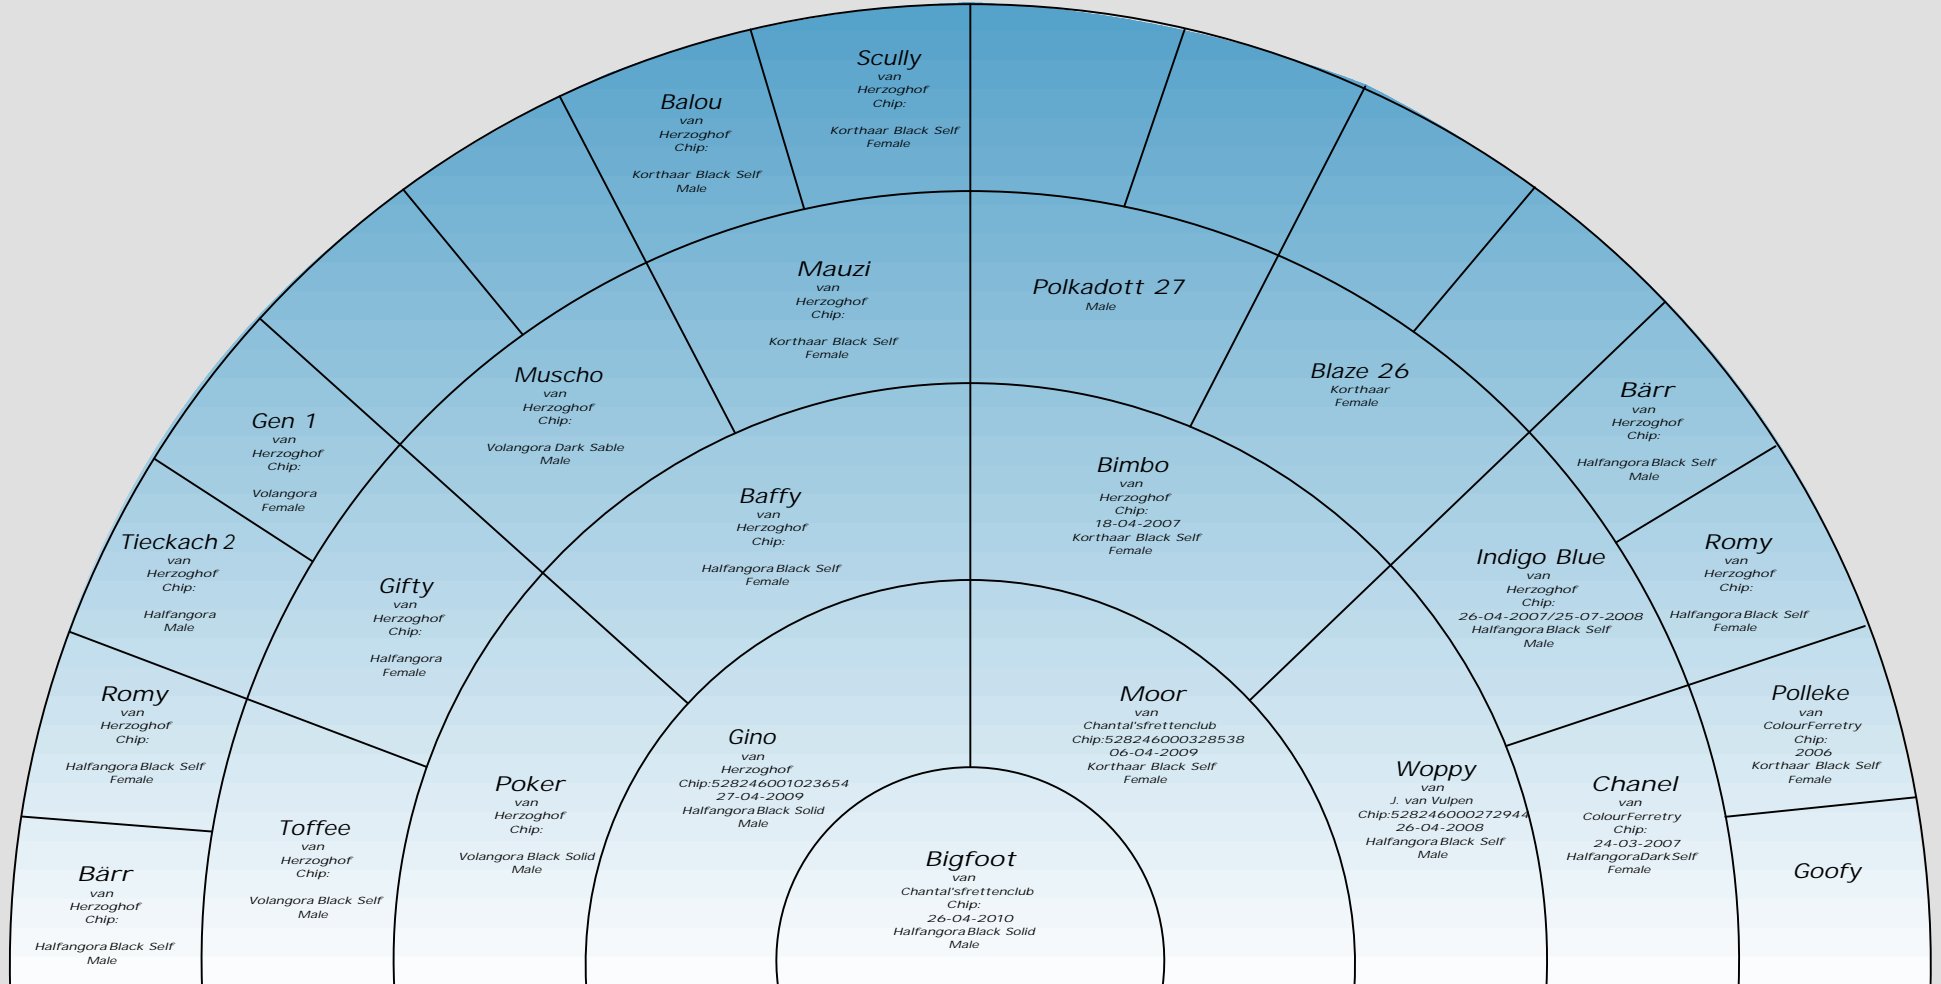 Scully
van
Herzoghof
Chip:
Korthaar Black Self
Female
Balou
van
Herzoghof
Chip:
Korthaar Black Self
Male
Mauzi
van
Herzoghof
Chip:
Korthaar Black Self
Female
Polkadott 27
Male
Muscho
van
Herzoghof
Chip:
Volangora Dark Sable
Male
Blaze 26
Korthaar
Female
Bärr
van
Herzoghof
Chip:
Halfangora Black Self
Male
Gen 1
van
Herzoghof
Chip:
Volangora
Female
Baffy
van
Herzoghof
Chip:
Halfangora Black Self
Female
Bimbo
van
Herzoghof
Chip:
18-04-2007
Korthaar Black Self
Female
Tieckach 2
van
Herzoghof
Chip:
Halfangora
Male
Gifty
van
Herzoghof
Chip:
Halfangora
Female
Indigo Blue
van
Herzoghof
Chip:
26-04-2007/25-07-2008
Halfangora Black Self
Male
Romy
van
Herzoghof
Chip:
Halfangora Black Self
Female
Romy
van
Herzoghof
Chip:
Halfangora Black Self
Female
Gino
van
Herzoghof
Chip:528246001023654
27-04-2009
Halfangora Black Solid
Male
Moor
van
Chantal'sfrettenclub
Chip:528246000328538
06-04-2009
Korthaar Black Self
Female
Polleke
van
ColourFerretry
Chip:
2006
Korthaar Black Self
Female
Poker
van
Herzoghof
Chip:
Volangora Black Solid
Male
Woppy
van
J. van Vulpen
Chip:528246000272944
26-04-2008
Halfangora Black Self
Male
Chanel
van
ColourFerretry
Chip:
24-03-2007
HalfangoraDarkSelf
Female
Toffee
van
Herzoghof
Chip:
Volangora Black Self
Male
Bärr
van
Herzoghof
Chip:
Halfangora Black Self
Male
Bigfoot
van
Chantal'sfrettenclub
Chip:
26-04-2010
Halfangora Black Solid
Male
Goofy